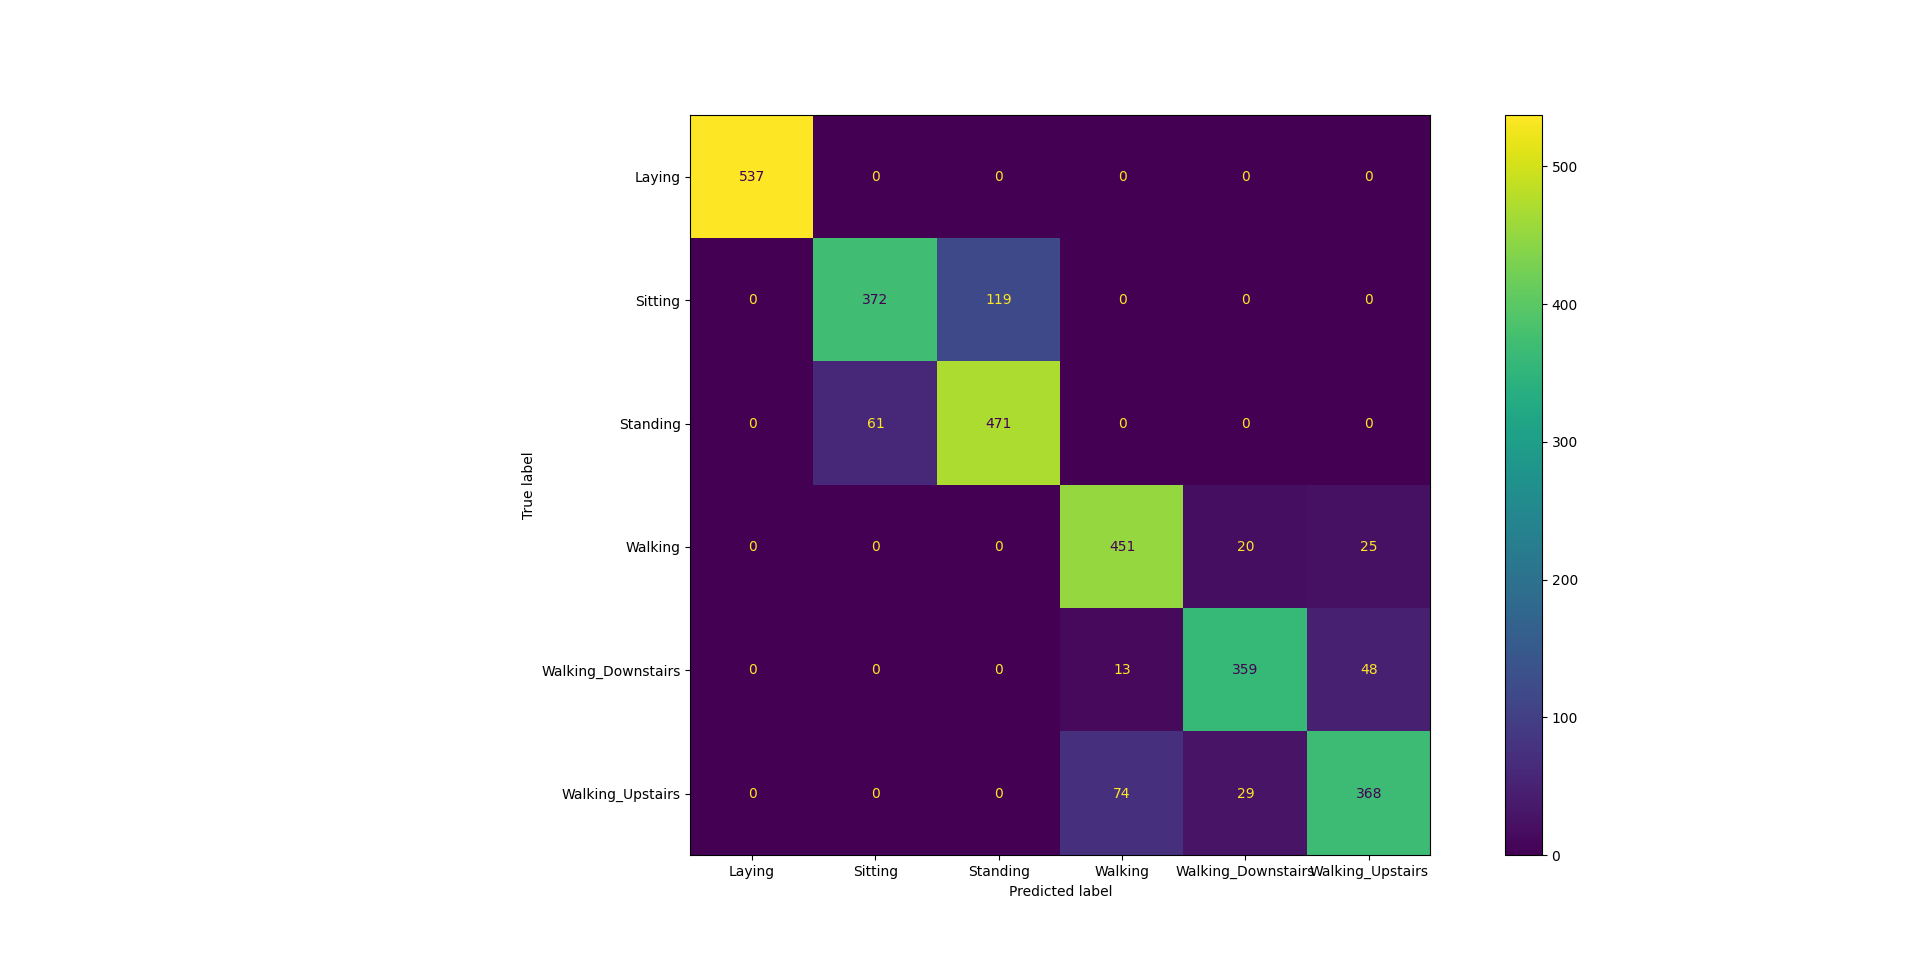 Laying 537 0 0 0 0 0
Sitting 0 372 119 0 0 0
Standing 0 61 471 0 0 0
Walking 0 0 0 451 20 25
Walking_Downstairs 0 0 0 13 359 48
Walking_Upstairs 0 0 0 74 29 368
Laying Sitting Standing Walking Walking_Downstairs Walking_Upstairs
Predicted label
True label
500
400
300
200
100
0